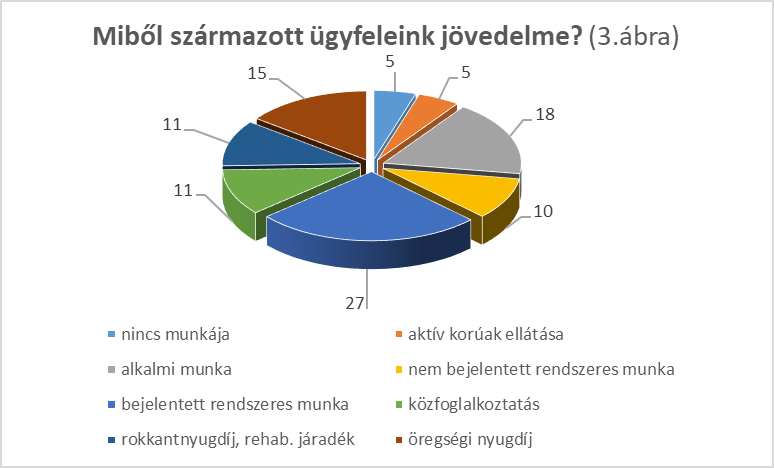 Miből származott ügyfeleink jövedelme? (3.ábra)
5
5
15
18
11
11
10
27
nincs munkája
aktív korúak ellátása
alkalmi munka
nem bejelentett rendszeres munka
bejelentett rendszeres munka
közfoglalkoztatás
rokkantnyugdíj, rehab. járadék
öregségi nyugdíj